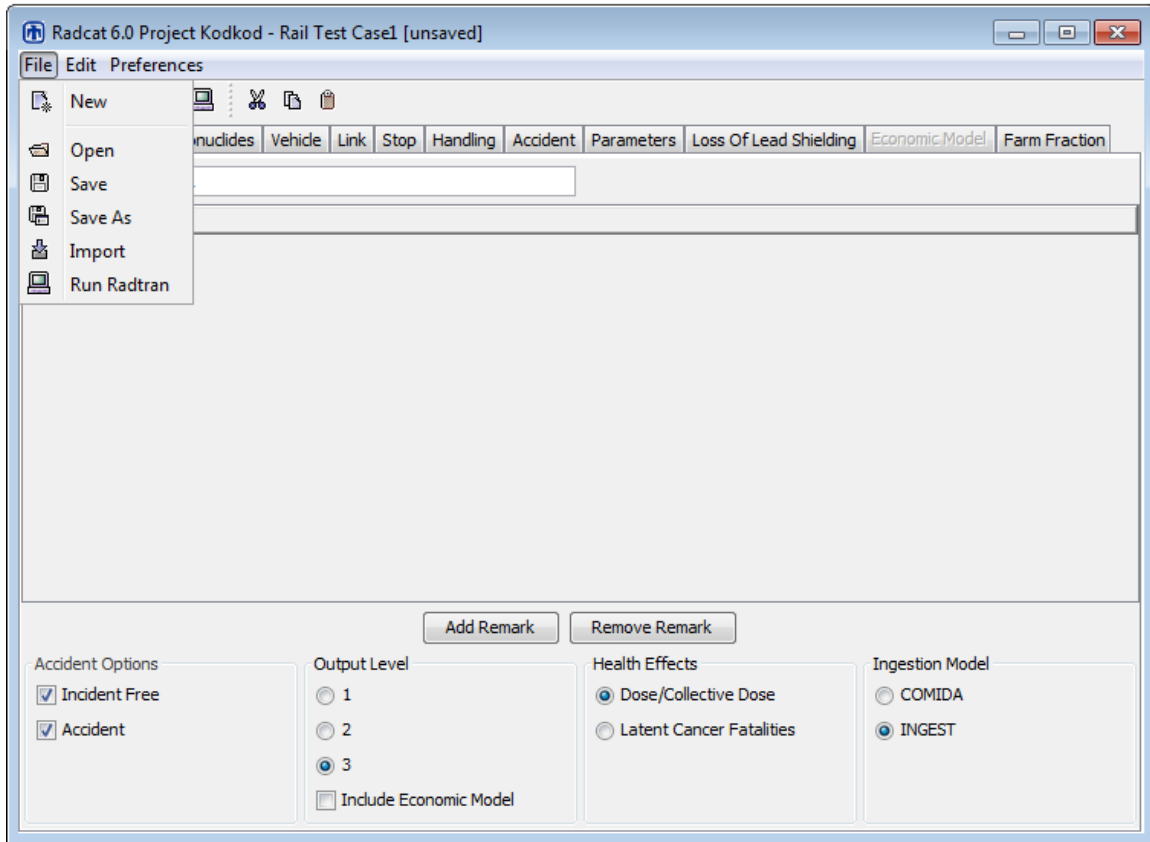 Radcat 6.0 Project Kodkod - Rail Test Case1 [unsaved]
File Edit Preferences
New
Open
Save
Save As
Import
Run Radtran
Vehicle Link Stop Handling Accident Parameters Loss Of Lead Shielding Economic Model Farm Fraction
Add Remark Remove Remark
Accident Options Output Level Health Effects Ingestion Model
Incident Free 1 Dose/Collective Dose COMIDA
Accident 2 Latent Cancer Fatalities INGEST
3
Include Economic Model